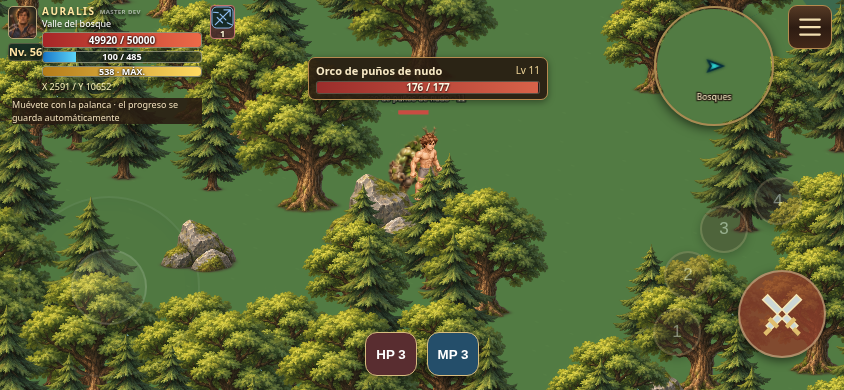 AURALIS MASTER DEV
Valle del bosque
49920 / 50000
Nv. 56
100 / 485
538 · MAX.
X 2591 / Y 10652
Muévete con la palanca · el progreso se
guarda automáticamente
1
Orco de puños de nudo Lv 11
176 / 177
Bosques
4
3
2
1
HP 3
MP 3